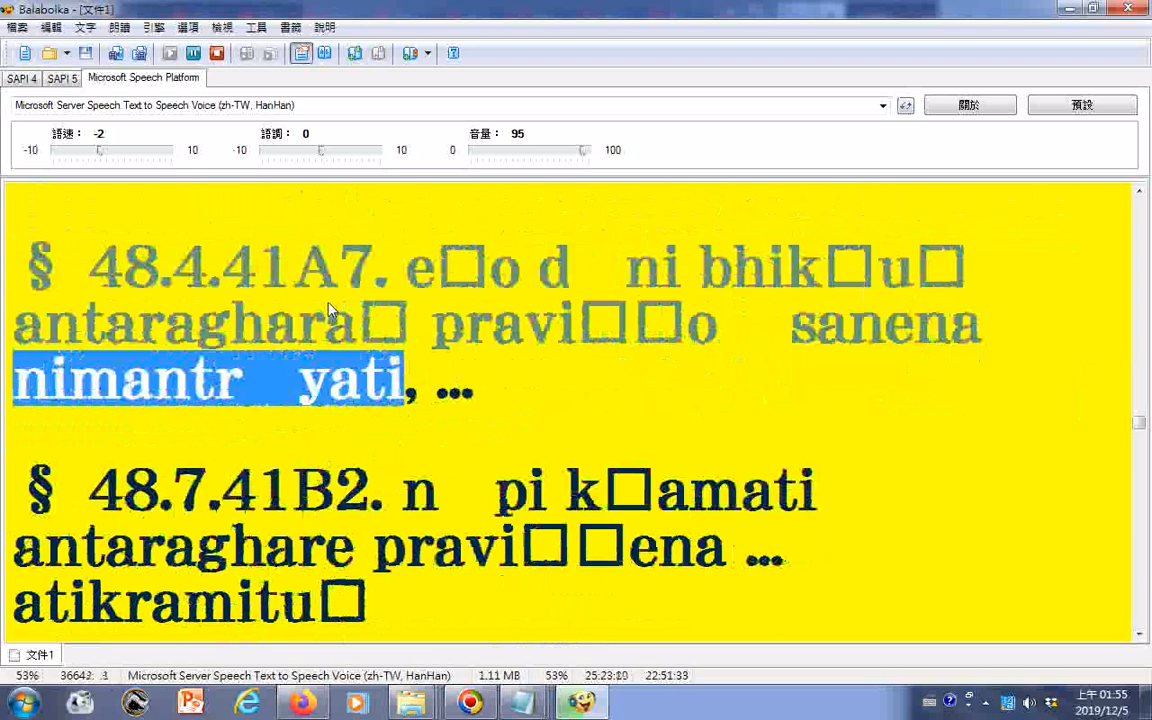 Balabolka - [文件1]
檔案 編輯 文字 朗讀 引擎 選項 檢視 工具 書籤 說明
SAPI 4 SAPI 5 Microsoft Speech Platform
Microsoft Server Speech Text to Speech Voice (zh-TW, HanHan) 關於 預設
語速： -2 語調： 0 音量： 95
-10 10 -10 10 0 100
§ 48.4.41A7. e□o d ni bhik□u□
antaraghara□ pravi□□o sanena
nimantr yati, ...
§ 48.7.41B2. n pi k□amati
antaraghare pravi□□ena ...
atikramitu□
文件1
53% Microsoft Server Speech Text to Speech Voice (zh-TW, HanHan) 1.11 MB 53% 22:51:33
上午 01:55
2019/12/5